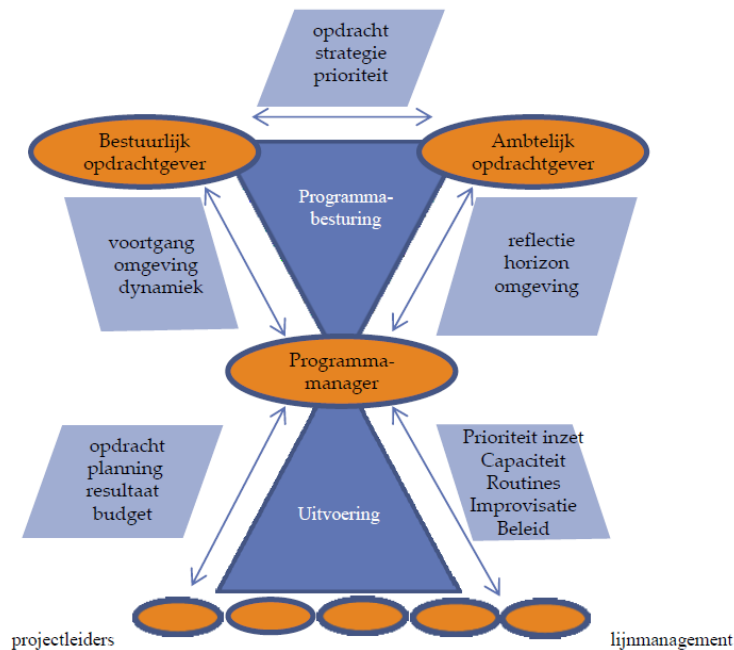 opdracht
strategie
prioriteit
Bestuurlijk
opdrachtgever
Ambtelijk
opdrachtgever
Programma-
besturing
voortgang
omgeving
dynamiek
reflectie
horizon
omgeving
Programma-
manager
opdracht
planning
resultaat
budget
Prioriteit inzet
Capaciteit
Routines
Improvisatie
Beleid
Uitvoering
projectleiders
lijnmanagement